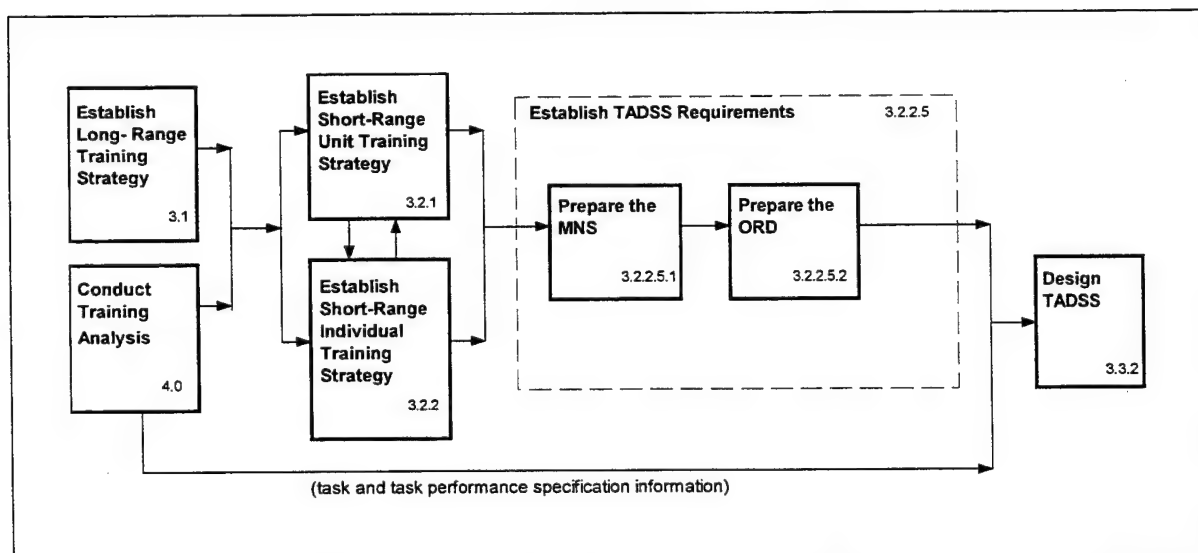 Establish
Long- Range
Training
Strategy
3.1
Conduct
Training
Analysis
4.0
Establish
Short-Range
Unit Training
Strategy
3.2.1
Establish
Short-Range
Individual
Training
Strategy
3.2.2
Establish TADSS Requirements 3.2.2.5
Prepare the
MNS
3.2.2.5.1
Prepare the
ORD
3.2.2.5.2
Design
TADSS
3.3.2
(task and task performance specification information)